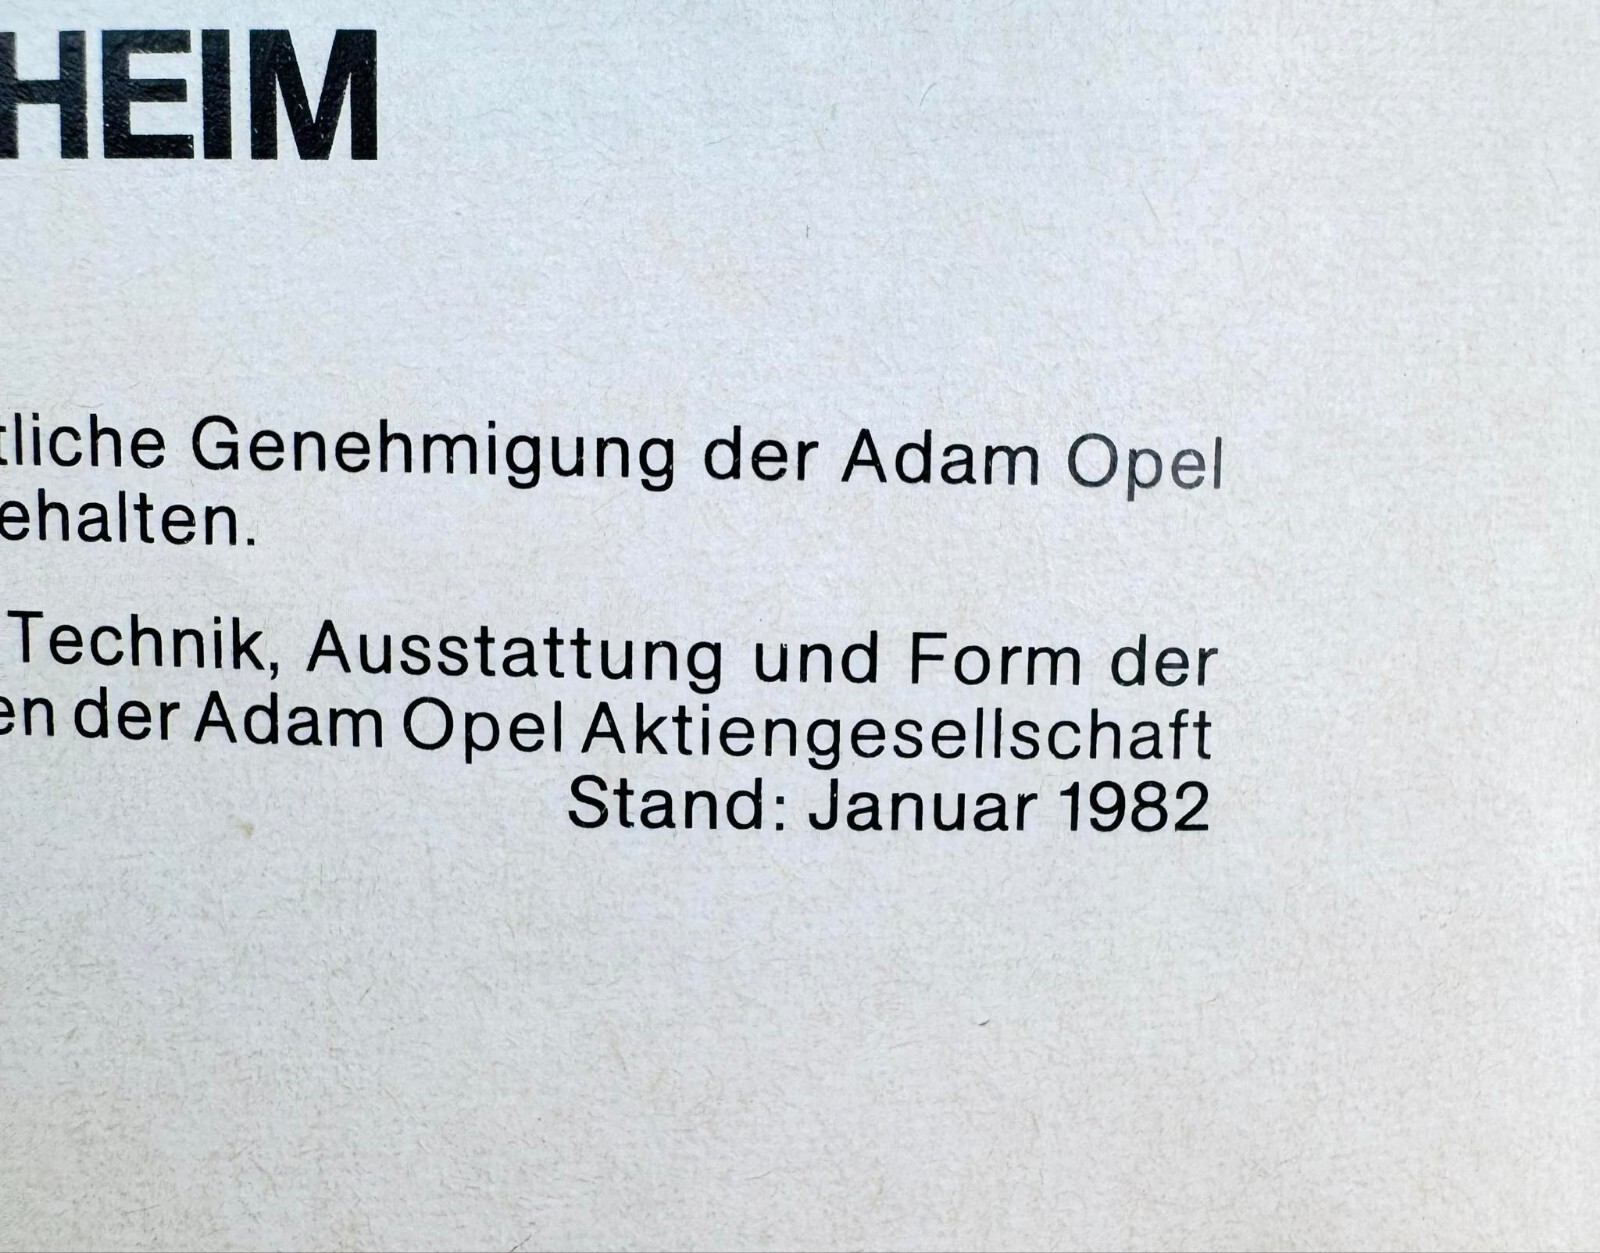 HEIM
tliche Genehmigung der Adam Opel
ehalten.
Technik, Ausstattung und Form der
en der Adam Opel Aktiengesellschaft
Stand: Januar 1982